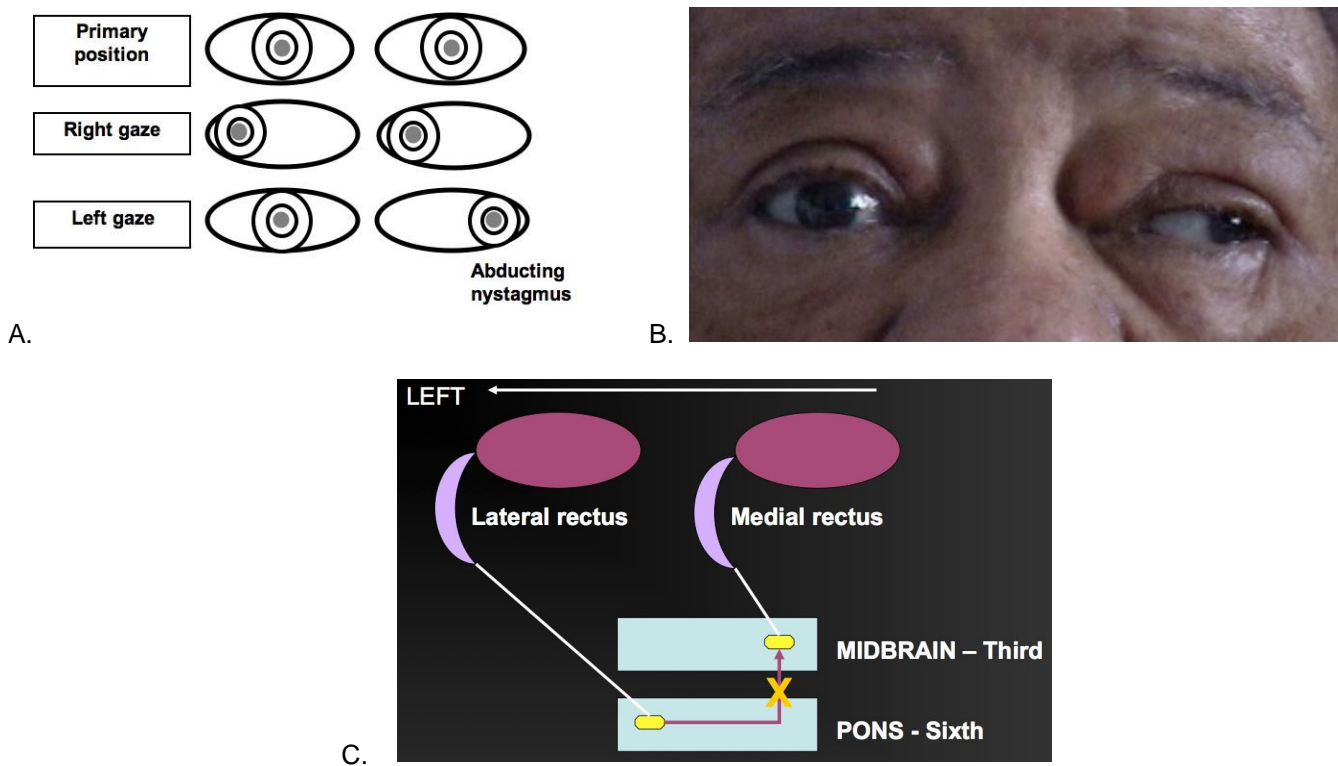 Primary
position
Right gaze
Left gaze
Abducting
nystagmus
A.
B.
LEFT
Lateral rectus
Medial rectus
MIDBRAIN – Third
PONS - Sixth
X
C.